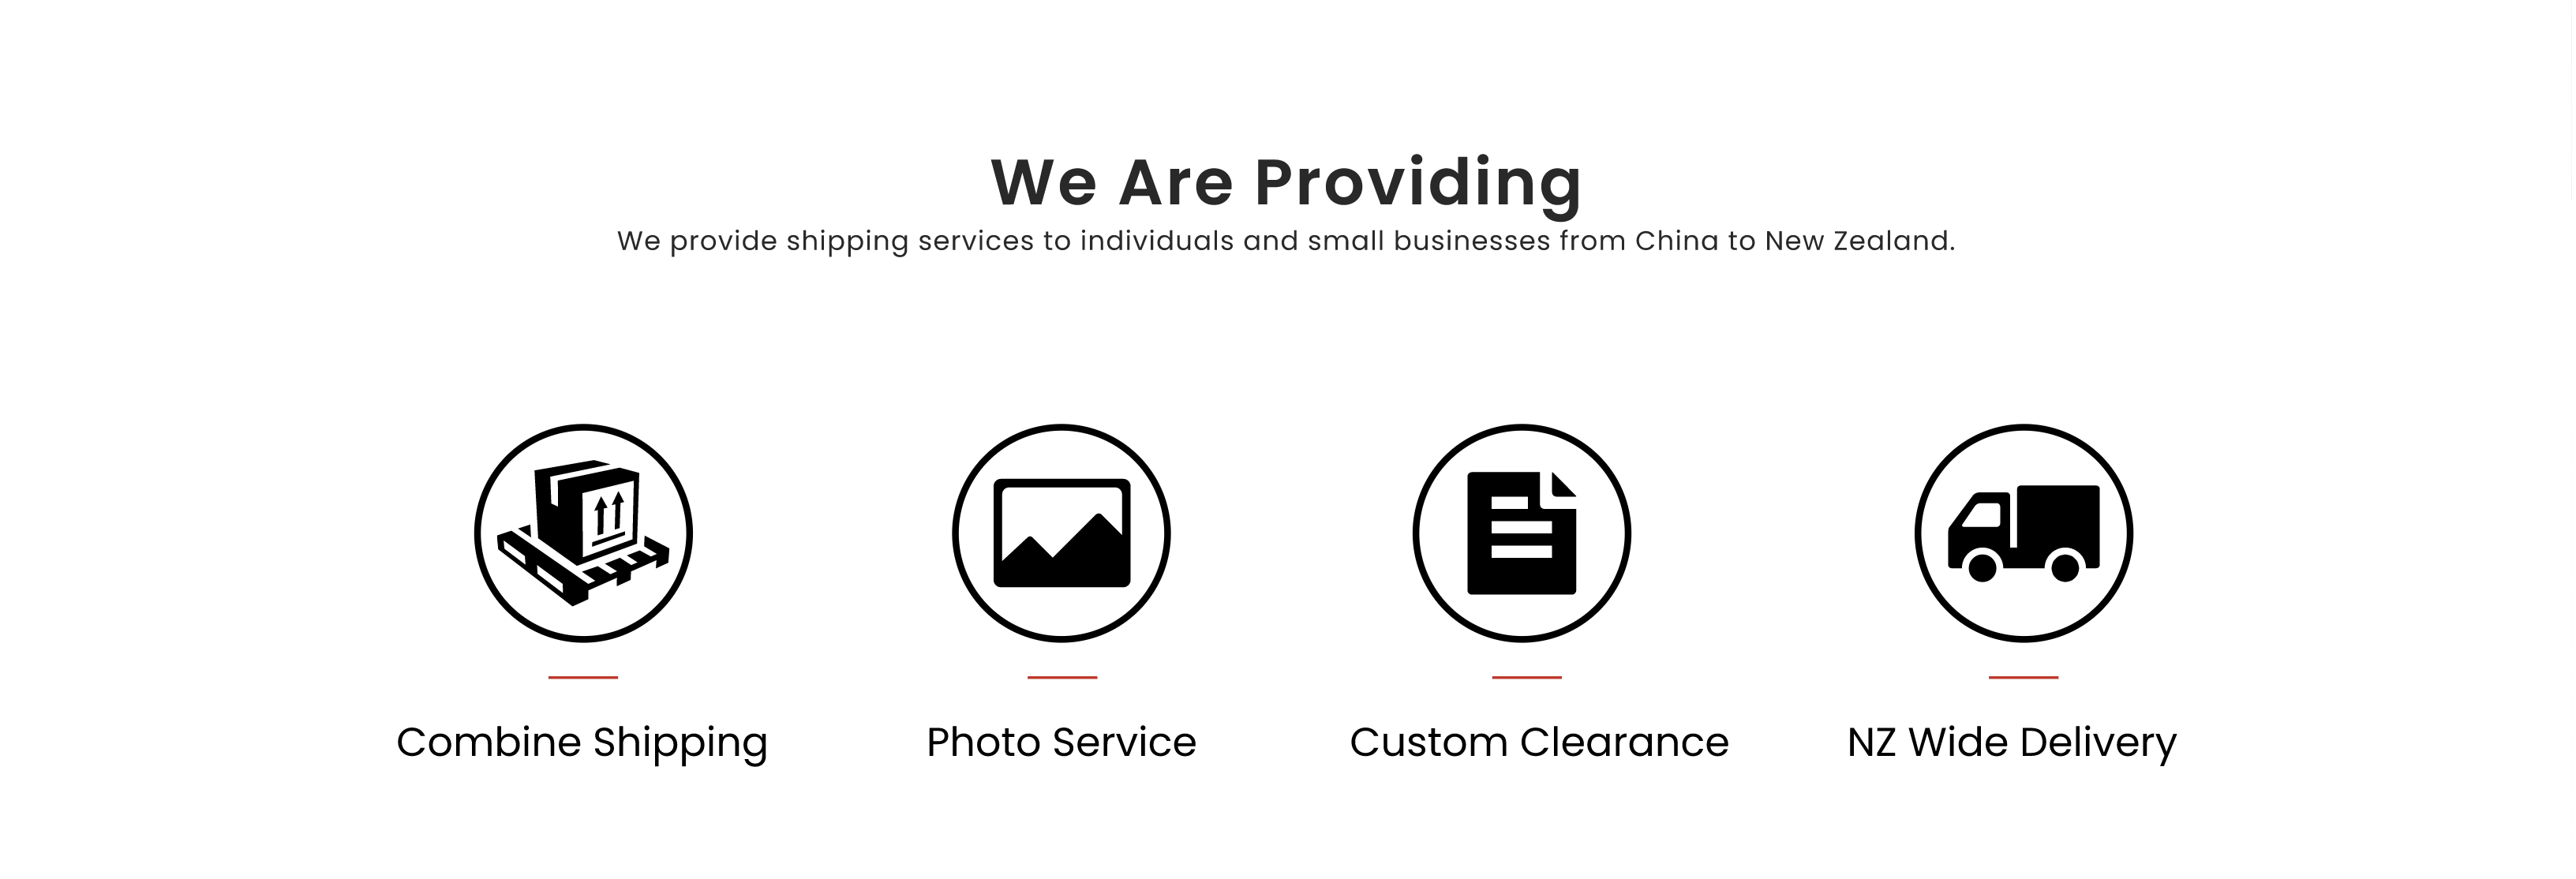 We Are Providing
We provide shipping services to individuals and small businesses from China to New Zealand.
Combine Shipping
Photo Service
Custom Clearance
NZ Wide Delivery